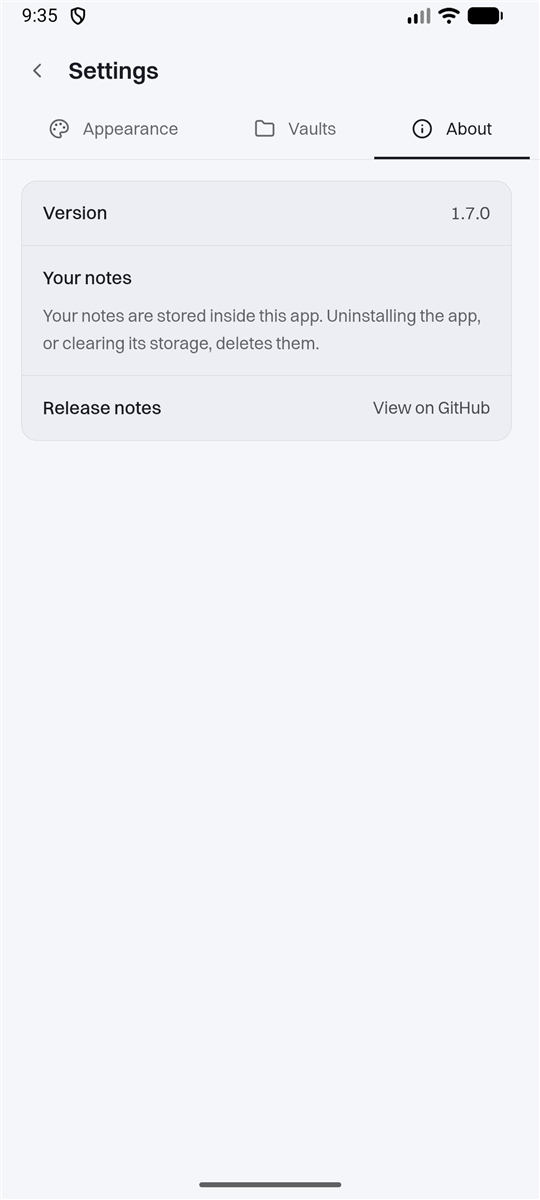 9:35
Settings
Appearance Vaults About
Version 1.7.0
Your notes
Your notes are stored inside this app. Uninstalling the app,
or clearing its storage, deletes them.
Release notes View on GitHub